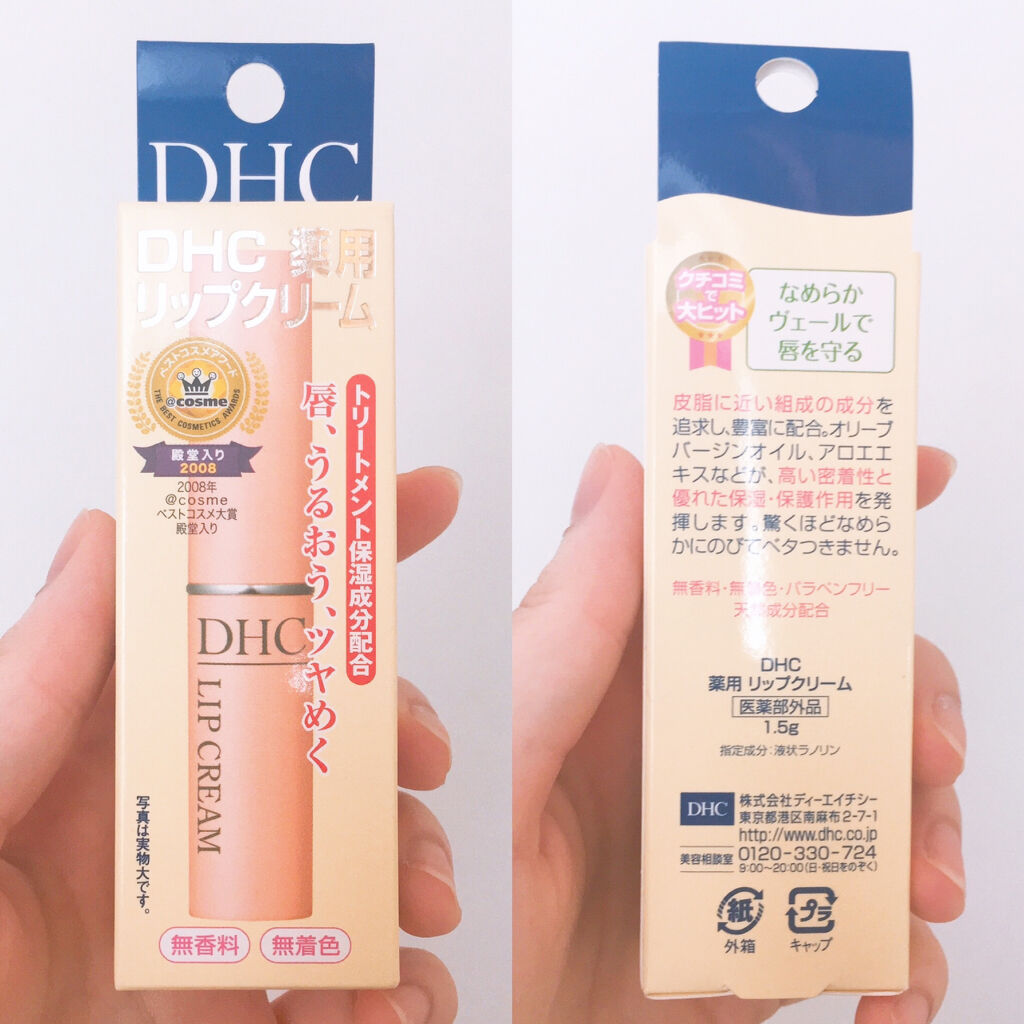 DHC
DHC 薬用
リップクリーム
ベストコスメアワード
@cosme
THE BEST COSMETICS AWARDS
殿堂入り
2008
2008年
@cosme
ベストコスメ大賞
殿堂入り
トリートメント保湿成分配合
唇、うるおう、ツヤめく
DHC
LIP CREAM
写真は実物大です。
無香料
無着色
クチコミ
で
大ヒット
なめらか
ヴェールで
唇を守る
皮脂に近い組成の成分を
追求し、豊富に配合。オリーブ
バージンオイル、アロエエ
キスなどが、高い密着性と
優れた保湿・保護作用を発
揮します。驚くほどなめら
かにのびてベタつきません。
無香料・無着色・パラベンフリー
天然成分配合
DHC
薬用 リップクリーム
医薬部外品
1.5g
指定成分：液状ラノリン
DHC
株式会社ディーエイチシー
東京都港区南麻布2-7-1
http://www.dhc.co.jp
美容相談室 0120-330-724
9:00〜20:00(日・祝日をのぞく)
紙
外箱
プラ
キャップ